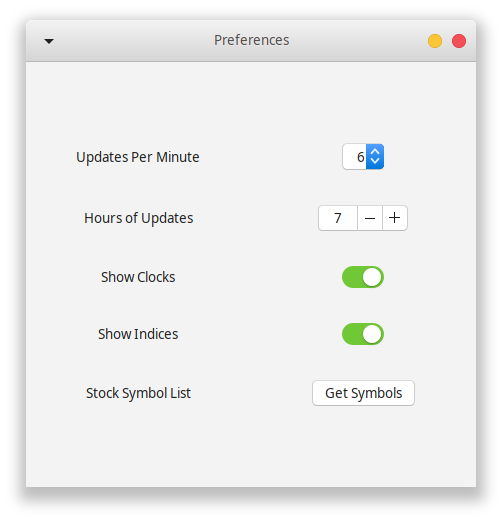 Preferences
Updates Per Minute 6
Hours of Updates 7 − +
Show Clocks
Show Indices
Stock Symbol List Get Symbols